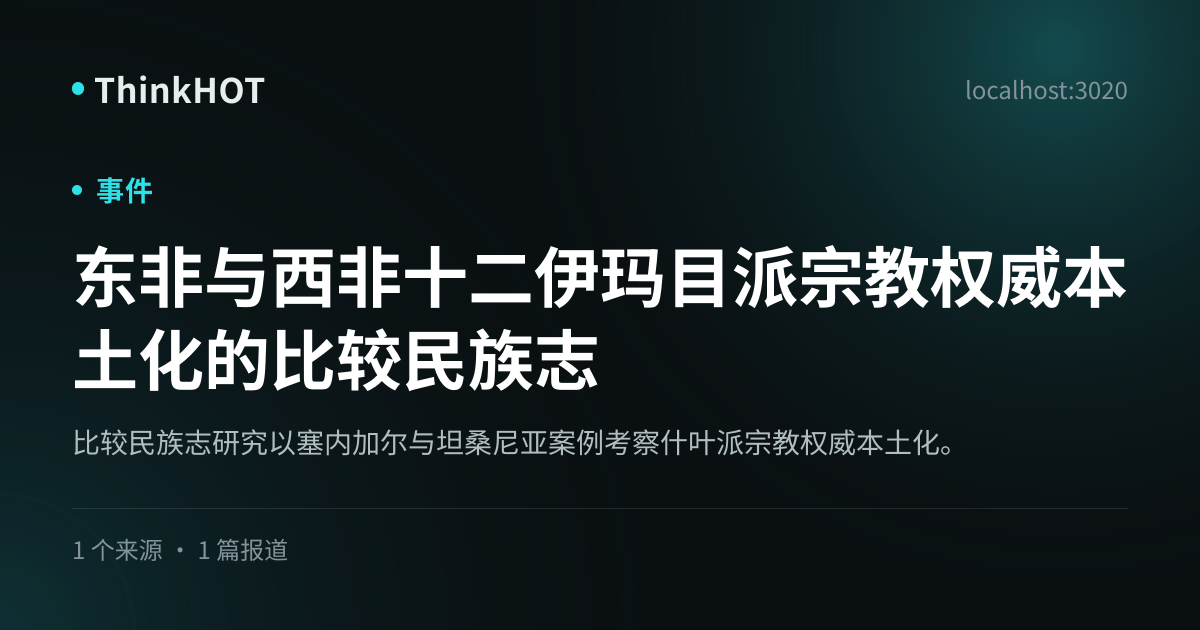 ThinkHOT
localhost:3020
事件
东非与西非十二伊玛目派宗教权威本
土化的比较民族志
比较民族志研究以塞内加尔与坦桑尼亚案例考察什叶派宗教权威本土化。
1 个来源 · 1 篇报道